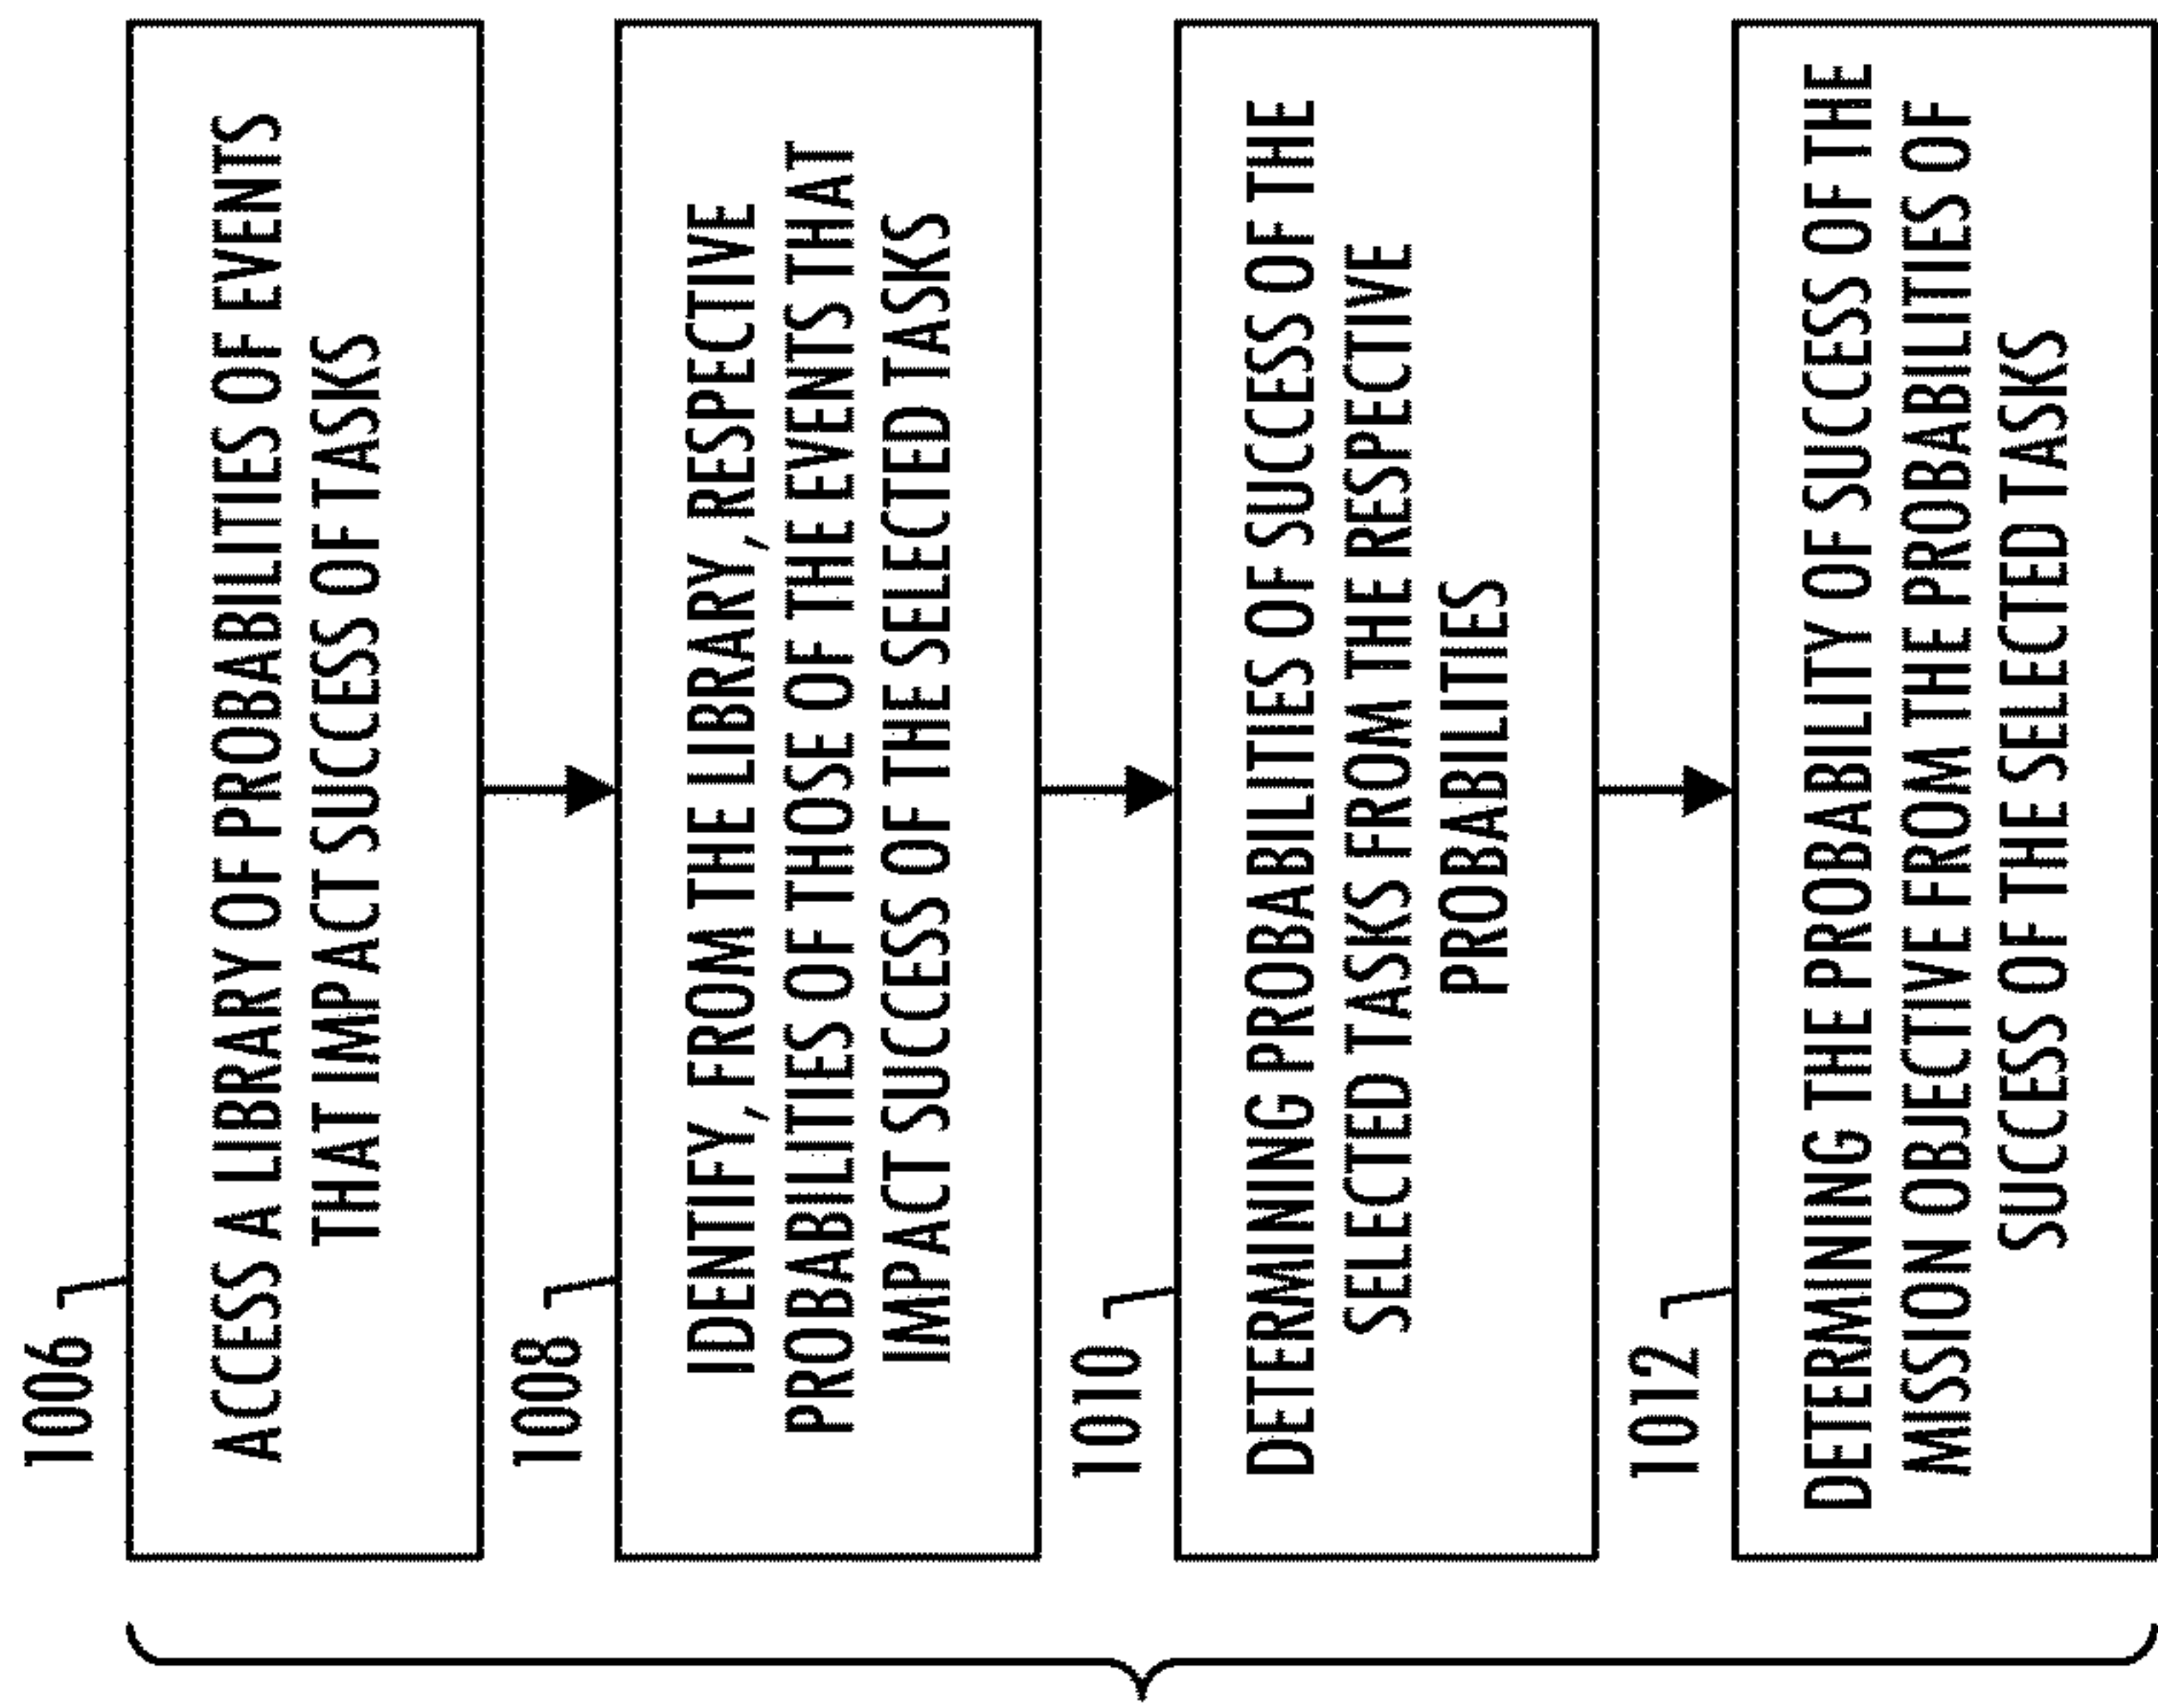 1006
ACCESS A LIBRARY OF PROBABILITIES OF EVENTS
THAT IMPACT SUCCESS OF TASKS
1008
IDENTIFY, FROM THE LIBRARY, RESPECTIVE
PROBABILITIES OF THOSE OF THE EVENTS THAT
IMPACT SUCCESS OF THE SELECTED TASKS
1010
DETERMINING PROBABILITIES OF SUCCESS OF THE
SELECTED TASKS FROM THE RESPECTIVE
PROBABILITIES
1012
DETERMINING THE PROBABILITY OF SUCCESS OF THE
MISSION OBJECTIVE FROM THE PROBABILITIES OF
SUCCESS OF THE SELECTED TASKS